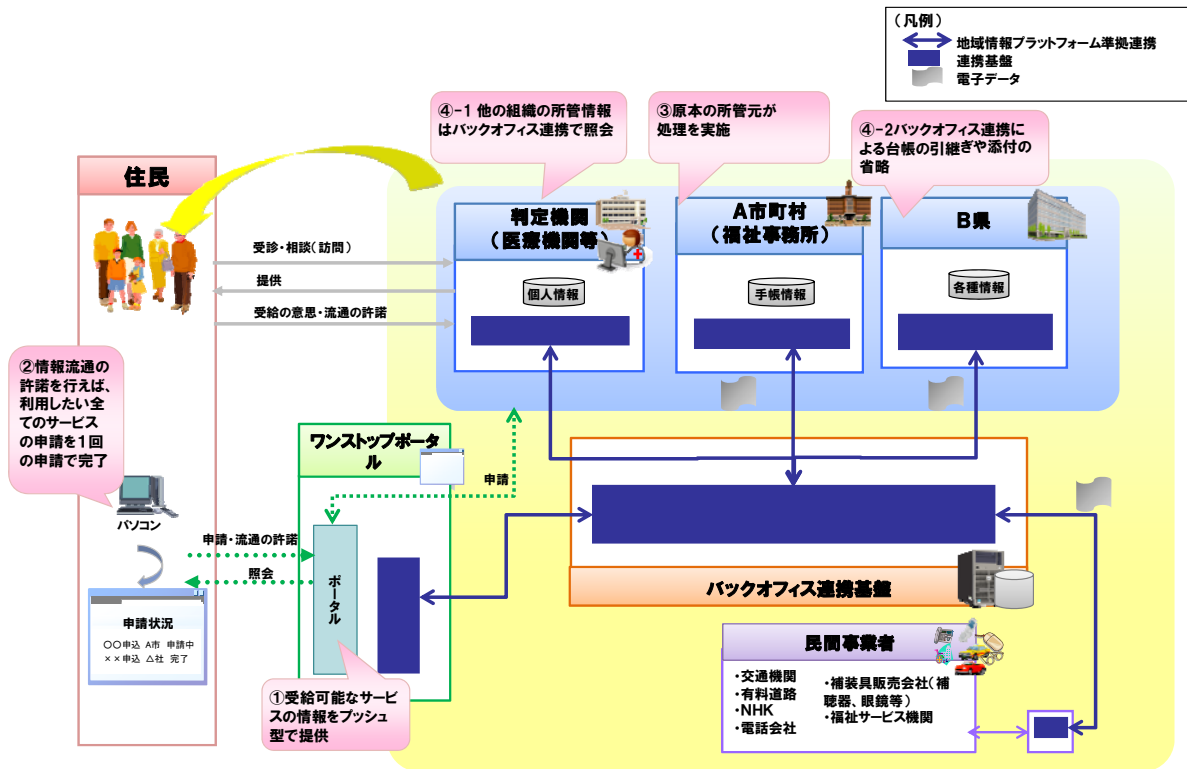 （凡例）
地域情報プラットフォーム準拠連携
連携基盤
電子データ
④-1 他の組織の所管情報
はバックオフィス連携で照会
③原本の所管元が
処理を実施
④-2バックオフィス連携に
よる台帳の引継ぎや添付の
省略
住民
判定機関
（医療機関等）
A市町村
（福祉事務所）
B県
受診・相談（訪問）
提供
受給の意思・流通の許諾
個人情報
手帳情報
各種情報
②情報流通の
許諾を行えば、
利用したい全
てのサービス
の申請を1回
の申請で完了
ワンストップポータ
ル
申請
パソコン
申請・流通の許諾
照会
ポータル
バックオフィス連携基盤
申請状況
〇〇申込 A市 申請中
××申込 △社 完了
①受給可能なサービ
スの情報をプッシュ
型で提供
民間事業者
・交通機関
・有料道路
・NHK
・電話会社
・補装具販売会社（補
聴器、眼鏡等）
・福祉サービス機関